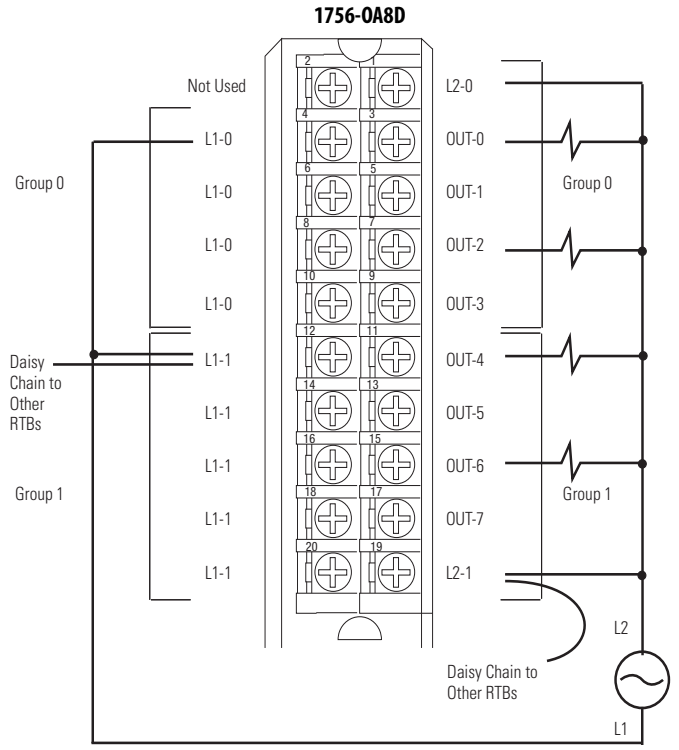 1756-OA8D
2 1
Not Used L2-0
4 3
L1-0 OUT-0
6 5
Group 0 L1-0 OUT-1 Group 0
8 7
L1-0 OUT-2
10 9
L1-0 OUT-3
12 11
Daisy
Chain to
Other
RTBs
L1-1 OUT-4
14 13
L1-1 OUT-5
16 15
Group 1 L1-1 OUT-6 Group 1
18 17
L1-1 OUT-7
20 19
L1-1 L2-1
L2
Daisy Chain to
Other RTBs
L1